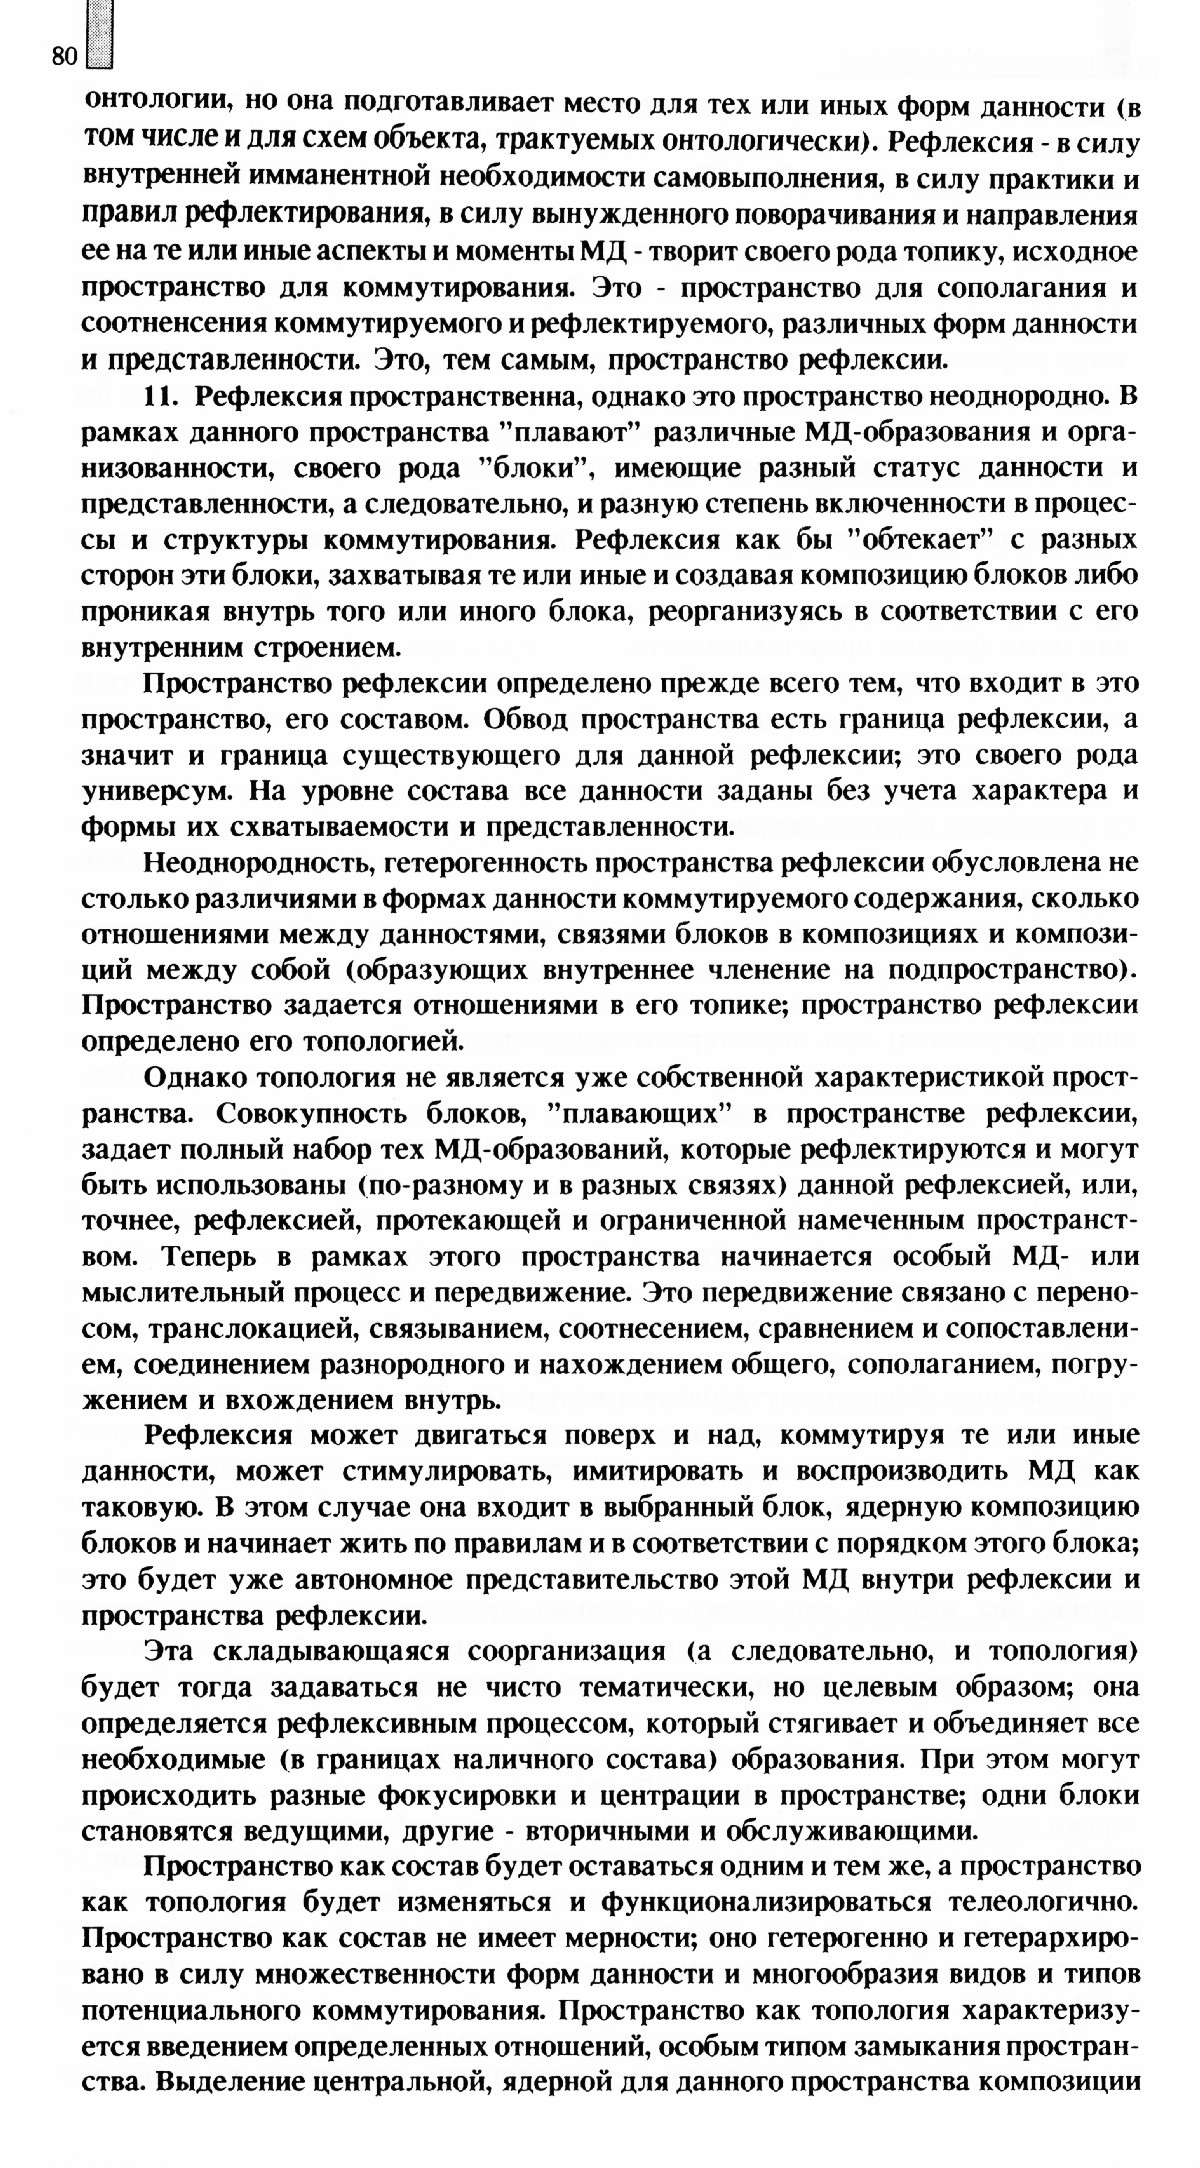 80
онтологии, но она подготавливает место для тех или иных форм данности (в
том числе и для схем объекта, трактуемых онтологически). Рефлексия - в силу
внутренней имманентной необходимости самовыполнения, в силу практики и
правил рефлектирования, в силу вынужденного поворачивания и направления
ее на те или иные аспекты и моменты МД - творит своего рода топику, исходное
пространство для коммутирования. Это - пространство для сополагания и
соотненсения коммутируемого и рефлектируемого, различных форм данности
и представленности. Это, тем самым, пространство рефлексии.
11. Рефлексия пространственна, однако это пространство неоднородно. В
рамках данного пространства ”плавают” различные МД-образования и орга-
низованности, своего рода ”блоки”, имеющие разный статус данности и
представленности, а следовательно, и разную степень включенности в процес-
сы и структуры коммутирования. Рефлексия как бы ”обтекает” с разных
сторон эти блоки, захватывая те или иные и создавая композицию блоков либо
проникая внутрь того или иного блока, реорганизуясь в соответствии с его
внутренним строением.
Пространство рефлексии определено прежде всего тем, что входит в это
пространство, его составом. Обвод пространства есть граница рефлексии, а
значит и граница существующего для данной рефлексии; это своего рода
универсум. На уровне состава все данности заданы без учета характера и
формы их схватываемости и представленности.
Неоднородность, гетерогенность пространства рефлексии обусловлена не
столько различиями в формах данности коммутируемого содержания, сколько
отношениями между данностями, связями блоков в композициях и компози-
ций между собой (образующих внутреннее членение на подпространство).
Пространство задается отношениями в его топике; пространство рефлексии
определено его топологией.
Однако топология не является уже собственной характеристикой прост-
ранства. Совокупность блоков, ”плавающих” в пространстве рефлексии,
задает полный набор тех МД-образований, которые рефлектируются и могут
быть использованы (по-разному и в разных связях) данной рефлексией, или,
точнее, рефлексией, протекающей и ограниченной намеченным пространст-
вом. Теперь в рамках этого пространства начинается особый МД- или
мыслительный процесс и передвижение. Это передвижение связано с перено-
сом, транслокацией, связыванием, соотнесением, сравнением и сопоставлени-
ем, соединением разнородного и нахождением общего, сополаганием, погру-
жением и вхождением внутрь.
Рефлексия может двигаться поверх и над, коммутируя те или иные
данности, может стимулировать, имитировать и воспроизводить МД как
таковую. В этом случае она входит в выбранный блок, ядерную композицию
блоков и начинает жить по правилам и в соответствии с порядком этого блока;
это будет уже автономное представительство этой МД внутри рефлексии и
пространства рефлексии.
Эта складывающаяся соорганизация (а следовательно, и топология)
будет тогда задаваться не чисто тематически, но целевым образом; она
определяется рефлексивным процессом, который стягивает и объединяет все
необходимые (в границах наличного состава) образования. При этом могут
происходить разные фокусировки и центрации в пространстве; одни блоки
становятся ведущими, другие - вторичными и обслуживающими.
Пространство как состав будет оставаться одним и тем же, а пространство
как топология будет изменяться и функционализироваться телеологично.
Пространство как состав не имеет мерности; оно гетерогенно и гетерархиро-
вано в силу множественности форм данности и многообразия видов и типов
потенциального коммутирования. Пространство как топология характеризу-
ется введением определенных отношений, особым типом замыкания простран-
ства. Выделение центральной, ядерной для данного пространства композиции